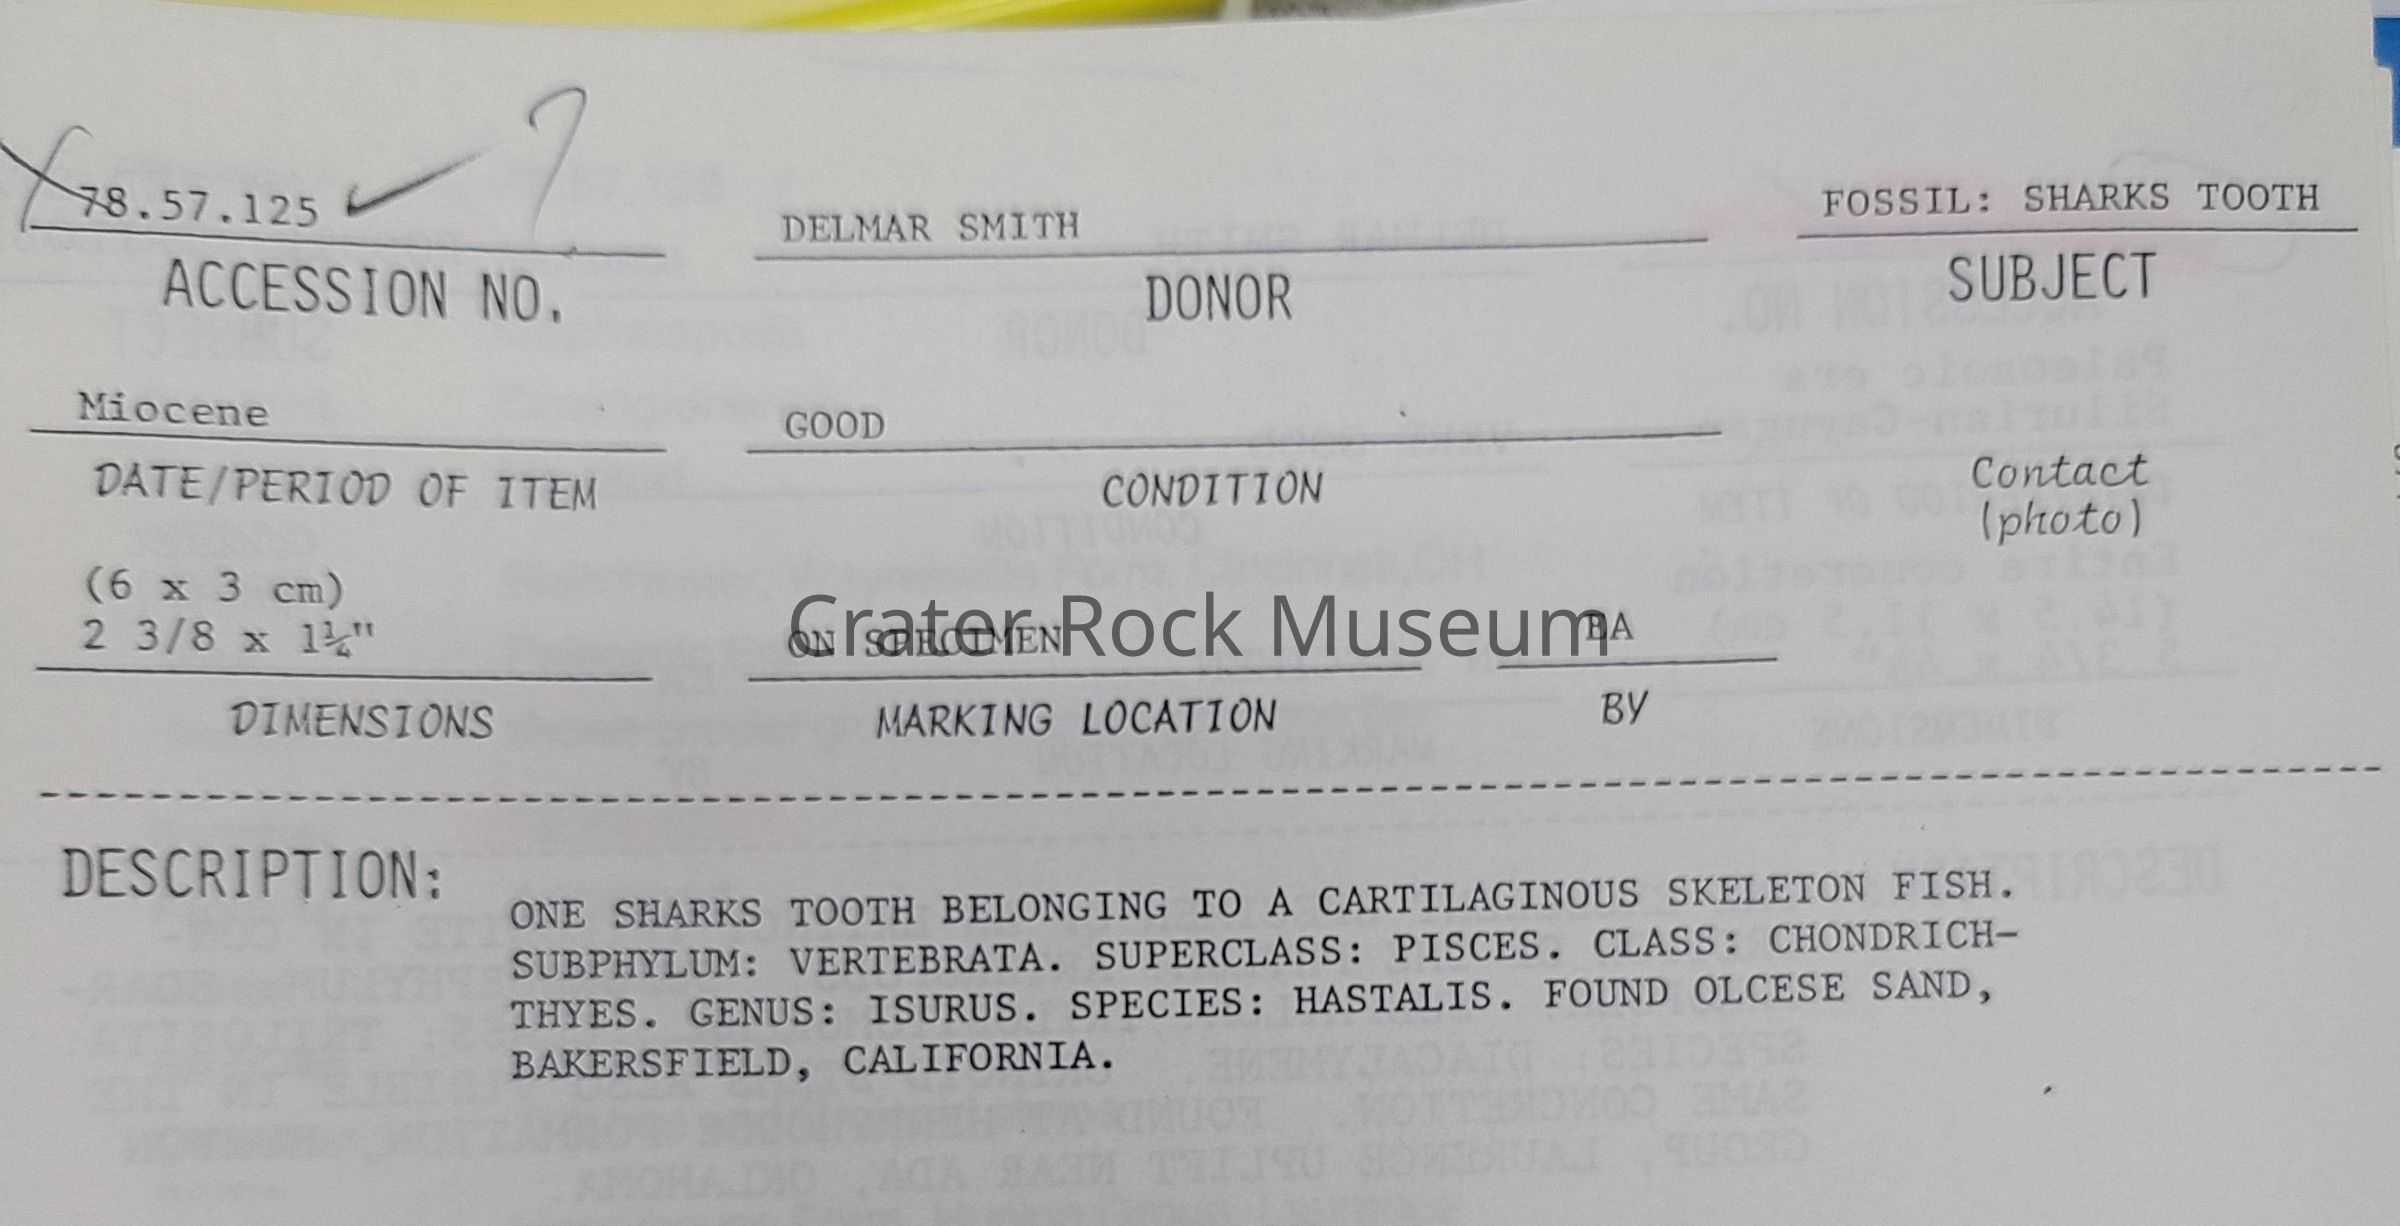 78.57.125 ✓ ?
DELMAR SMITH
FOSSIL: SHARKS TOOTH
ACCESSION NO.
DONOR
SUBJECT
Miocene
GOOD
DATE/PERIOD OF ITEM
CONDITION
Contact
(photo)
(6 x 3 cm)
2 3/8 x 1¼"
ON SPECIMEN
BA
Crater Rock Museum
DIMENSIONS
MARKING LOCATION
BY
DESCRIPTION:
ONE SHARKS TOOTH BELONGING TO A CARTILAGINOUS SKELETON FISH.
SUBPHYLUM: VERTEBRATA. SUPERCLASS: PISCES. CLASS: CHONDRICH-
THYES. GENUS: ISURUS. SPECIES: HASTALIS. FOUND OLCESE SAND,
BAKERSFIELD, CALIFORNIA.